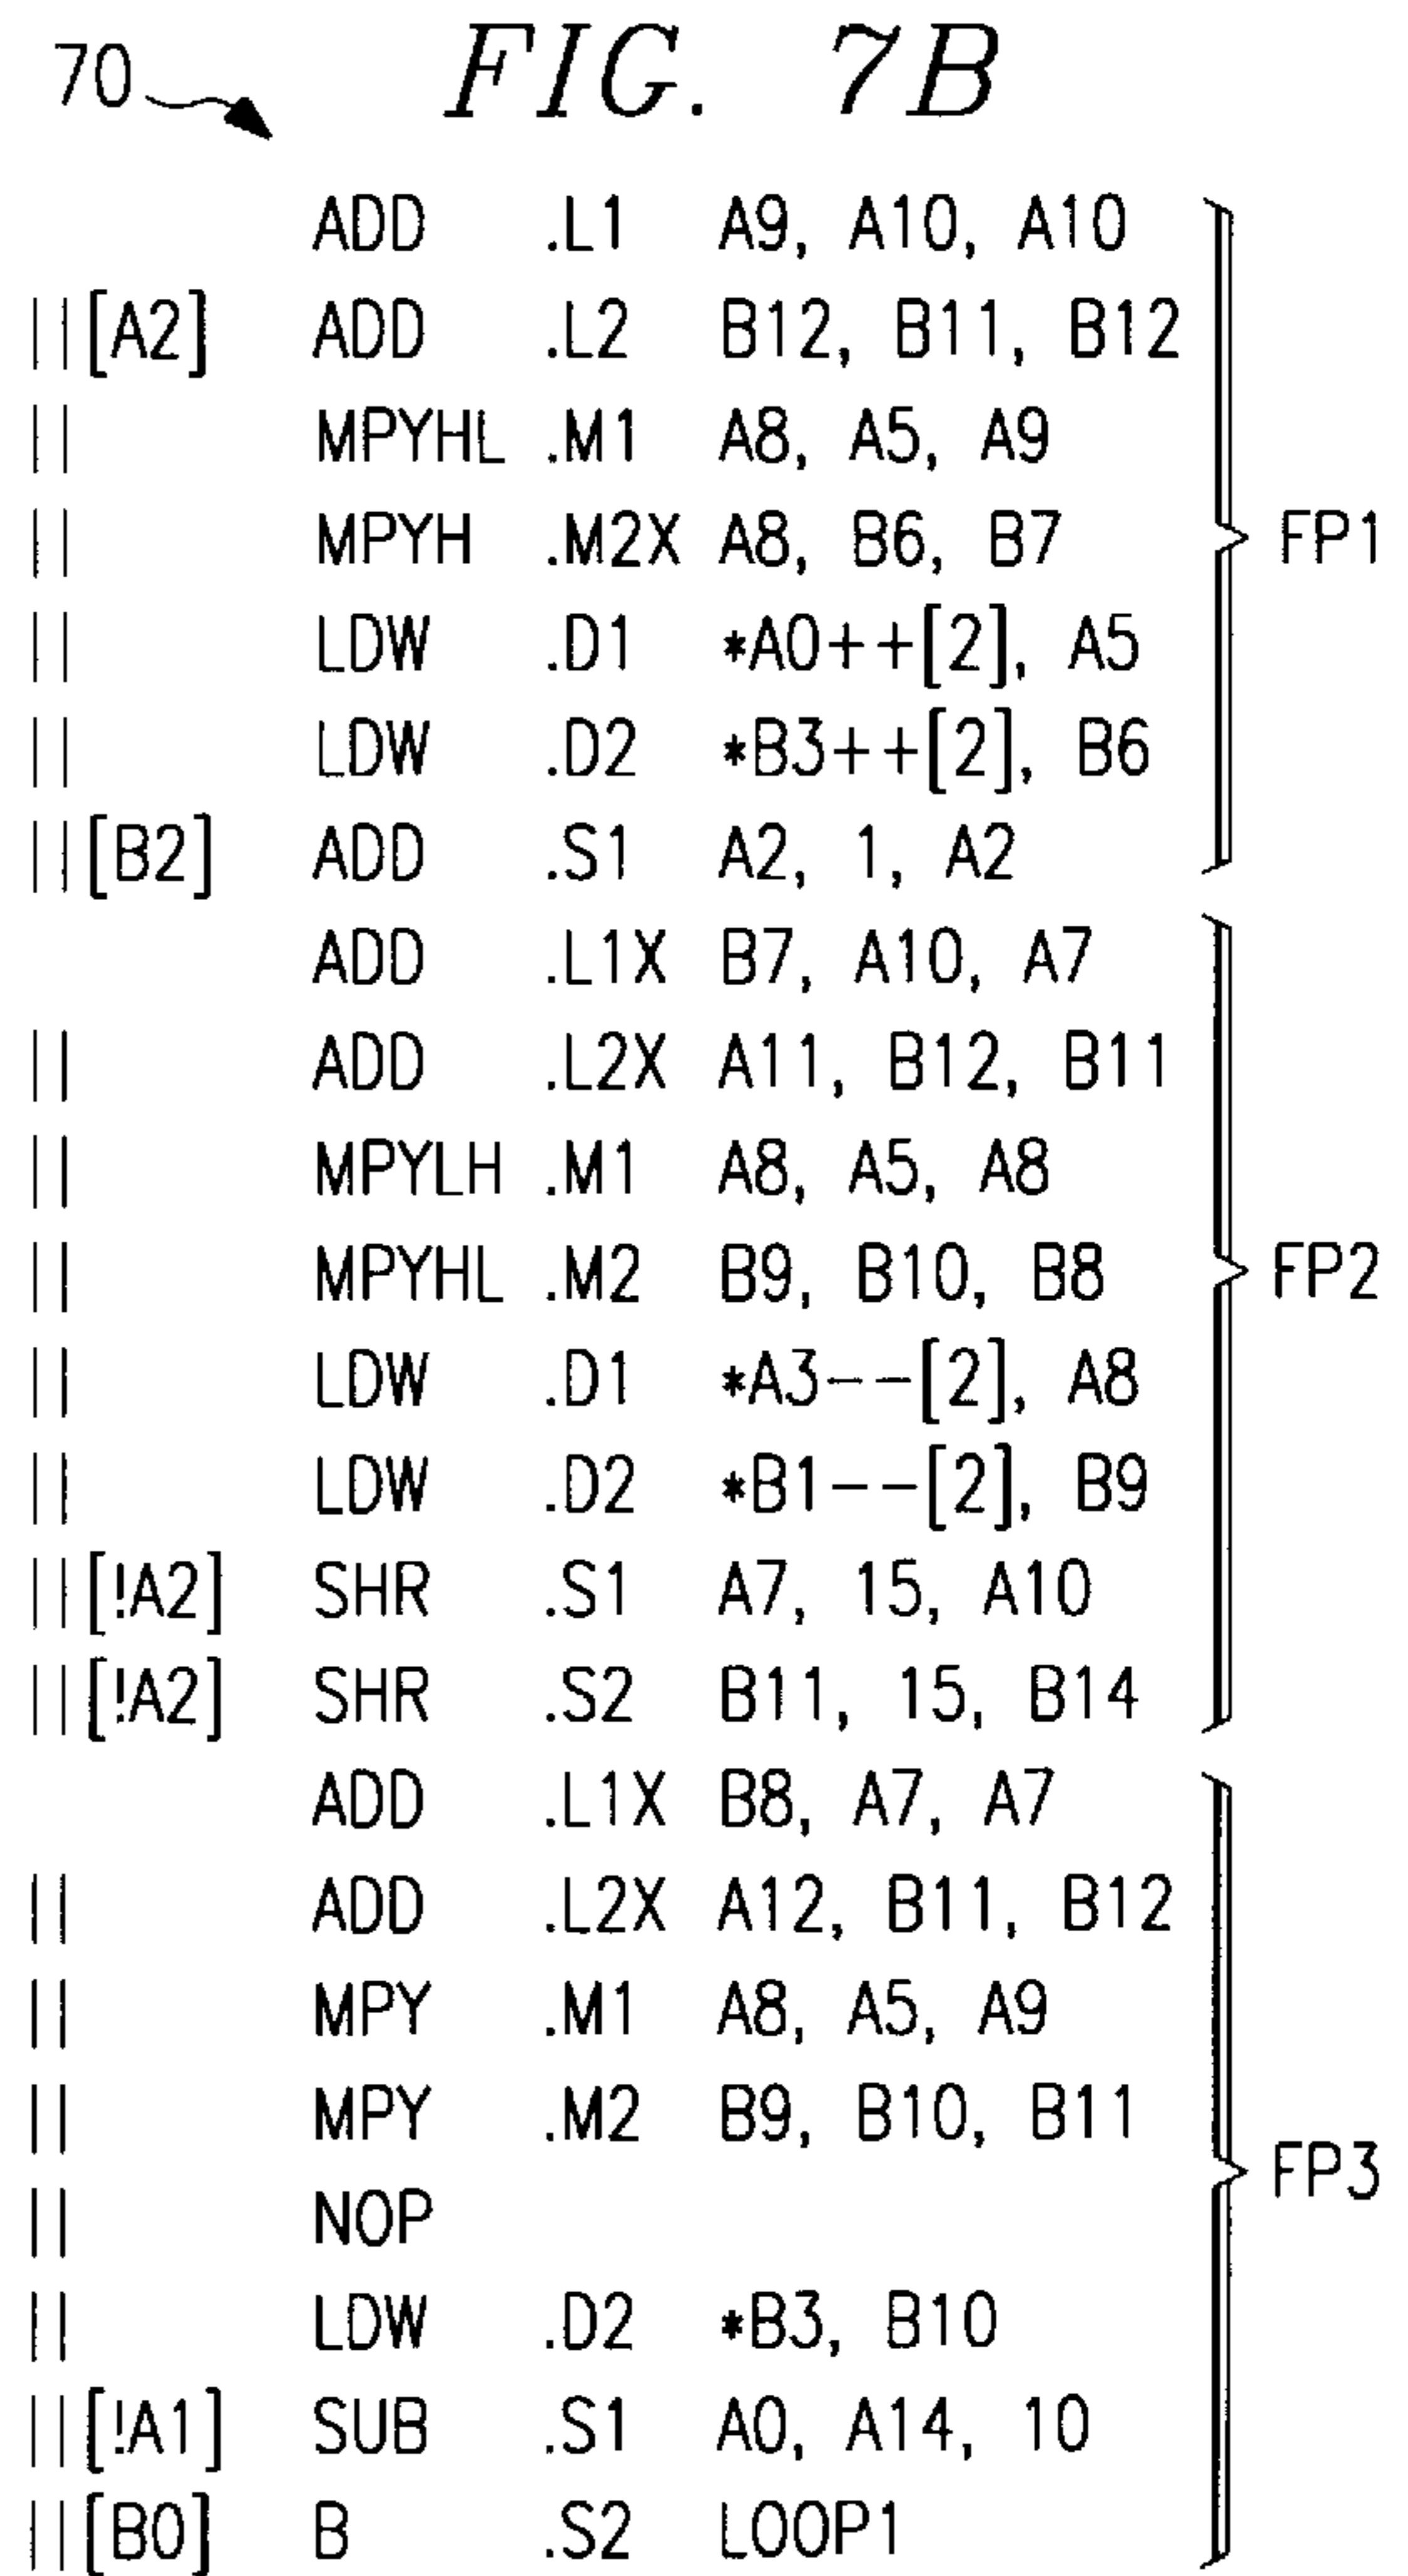 70 FIG. 7B
ADD .L1 A9, A10, A10
||[A2] ADD .L2 B12, B11, B12
|| MPYHL .M1 A8, A5, A9
|| MPYH .M2X A8, B6, B7 FP1
|| LDW .D1 *A0++[2], A5
|| LDW .D2 *B3++[2], B6
||[B2] ADD .S1 A2, 1, A2
ADD .L1X B7, A10, A7
|| ADD .L2X A11, B12, B11
|| MPYLH .M1 A8, A5, A8
|| MPYHL .M2 B9, B10, B8 FP2
|| LDW .D1 *A3--[2], A8
|| LDW .D2 *B1--[2], B9
||[!A2] SHR .S1 A7, 15, A10
||[!A2] SHR .S2 B11, 15, B14
ADD .L1X B8, A7, A7
|| ADD .L2X A12, B11, B12
|| MPY .M1 A8, A5, A9
|| MPY .M2 B9, B10, B11
|| NOP FP3
|| LDW .D2 *B3, B10
||[!A1] SUB .S1 A0, A14, 10
||[B0] B .S2 LOOP1